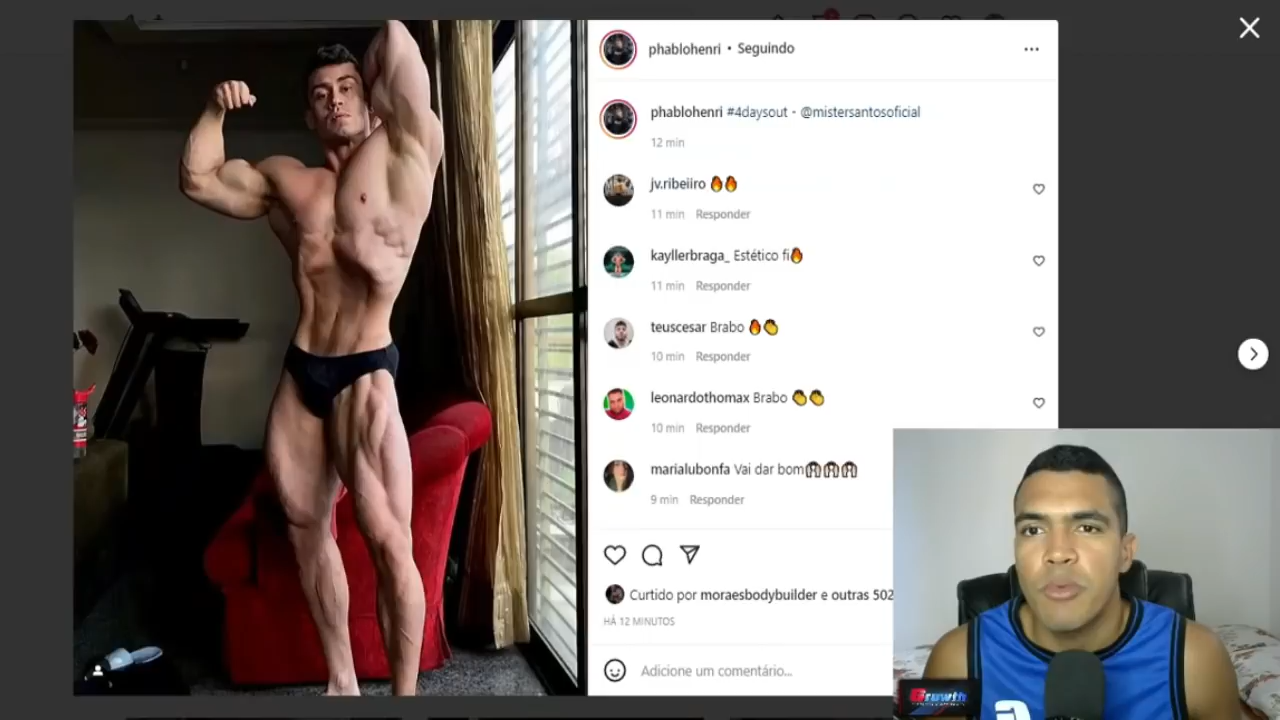 phablohenri • Seguindo
phablohenri #4daysout - @mistersantosoficial
12 min
jv.ribeiiro 🔥🔥
11 min Responder
kayllerbraga_ Estético fi🔥
11 min Responder
teuscesar Brabo 🔥👏
10 min Responder
leonardothomax Brabo 👏👏
10 min Responder
marialubonfa Vai dar bom🙌🙌🙌
9 min Responder
Curtido por moraesbodybuilder e outras 502
HÁ 12 MINUTOS
Adicione um comentário...
Growth